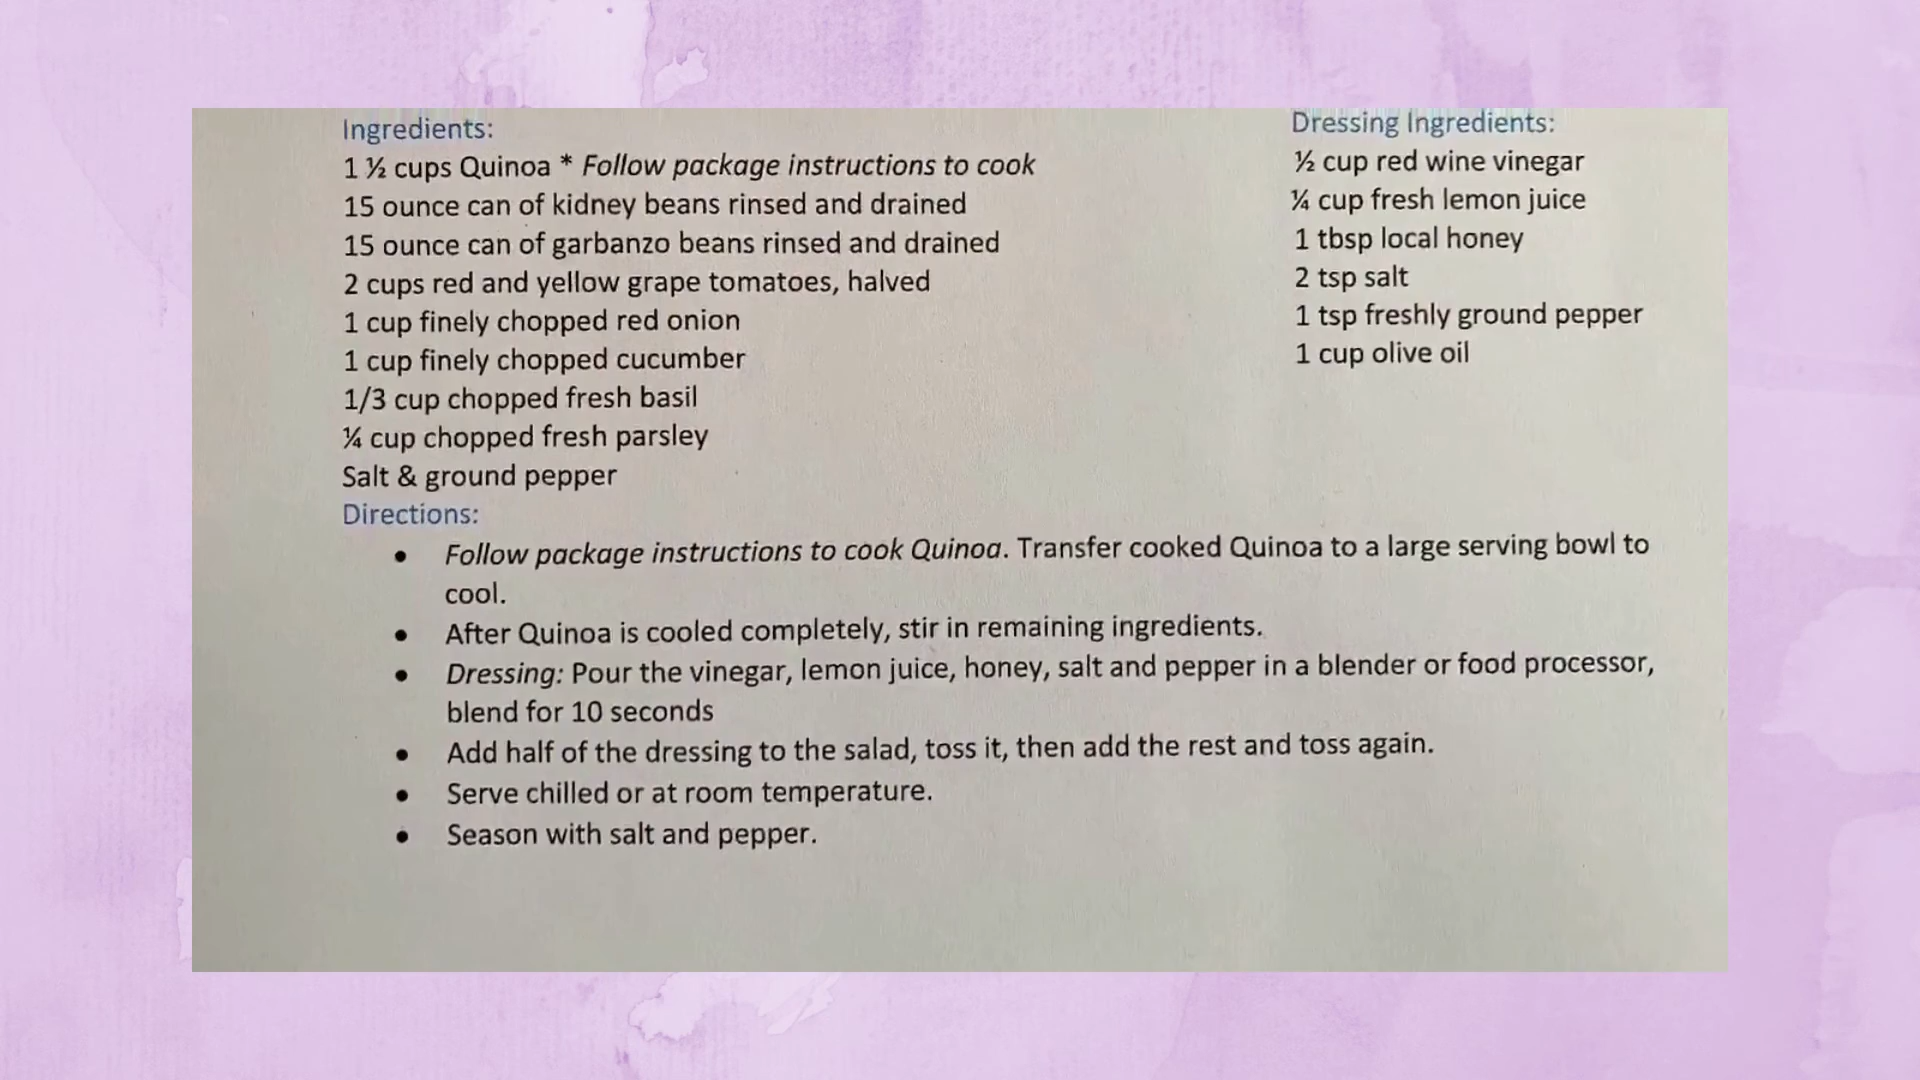 Ingredients:
1 ½ cups Quinoa * Follow package instructions to cook
15 ounce can of kidney beans rinsed and drained
15 ounce can of garbanzo beans rinsed and drained
2 cups red and yellow grape tomatoes, halved
1 cup finely chopped red onion
1 cup finely chopped cucumber
1/3 cup chopped fresh basil
¼ cup chopped fresh parsley
Salt & ground pepper
Dressing Ingredients:
½ cup red wine vinegar
¼ cup fresh lemon juice
1 tbsp local honey
2 tsp salt
1 tsp freshly ground pepper
1 cup olive oil
Directions:
• Follow package instructions to cook Quinoa. Transfer cooked Quinoa to a large serving bowl to
cool.
• After Quinoa is cooled completely, stir in remaining ingredients.
• Dressing: Pour the vinegar, lemon juice, honey, salt and pepper in a blender or food processor,
blend for 10 seconds
• Add half of the dressing to the salad, toss it, then add the rest and toss again.
• Serve chilled or at room temperature.
• Season with salt and pepper.